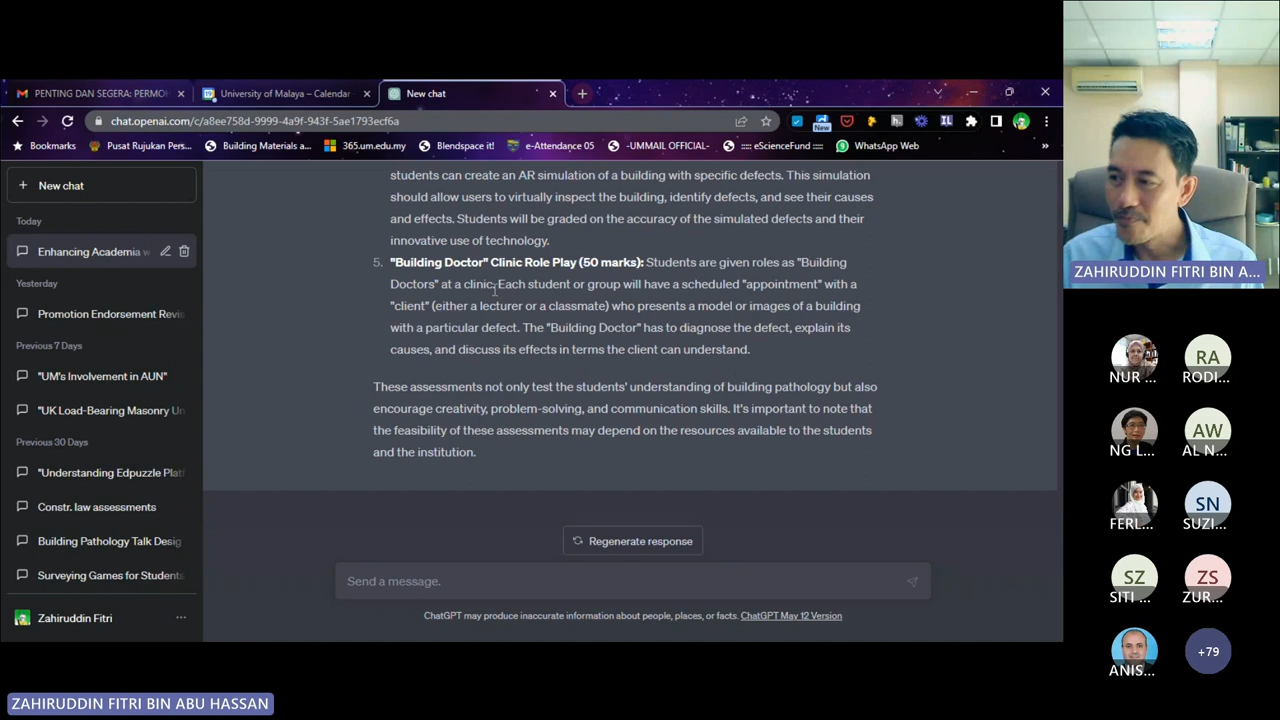 PENTING DAN SEGERA: PERMO
University of Malaya – Calendar
New chat
chat.openai.com/c/a8ee758d-9999-4a9f-943f-5ae1793ecf6a
New
Bookmarks
Pusat Rujukan Pers...
Building Materials a...
365.um.edu.my
Blendspace it!
e-Attendance 05
-UMMAIL OFFICIAL-
::::: eScienceFund :::::
WhatsApp Web
»
New chat
Today
Enhancing Academia w
Yesterday
Promotion Endorsement Revis
Previous 7 Days
"UM's Involvement in AUN"
"UK Load-Bearing Masonry Un
Previous 30 Days
"Understanding Edpuzzle Platf
Constr. law assessments
Building Pathology Talk Desig
Surveying Games for Students
Zahiruddin Fitri
students can create an AR simulation of a building with specific defects. This simulation
should allow users to virtually inspect the building, identify defects, and see their causes
and effects. Students will be graded on the accuracy of the simulated defects and their
innovative use of technology.
5. "Building Doctor" Clinic Role Play (50 marks): Students are given roles as "Building
Doctors" at a clinic. Each student or group will have a scheduled "appointment" with a
"client" (either a lecturer or a classmate) who presents a model or images of a building
with a particular defect. The "Building Doctor" has to diagnose the defect, explain its
causes, and discuss its effects in terms the client can understand.
These assessments not only test the students' understanding of building pathology but also
encourage creativity, problem-solving, and communication skills. It's important to note that
the feasibility of these assessments may depend on the resources available to the students
and the institution.
Regenerate response
Send a message.
ChatGPT may produce inaccurate information about people, places, or facts. ChatGPT May 12 Version
ZAHIRUDDIN FITRI BIN A...
NUR ...
RA
RODI...
NG L...
AW
AL N...
FERL...
SN
SUZI...
SZ
SITI ...
ZS
ZUR...
ANIS...
+79
ZAHIRUDDIN FITRI BIN ABU HASSAN